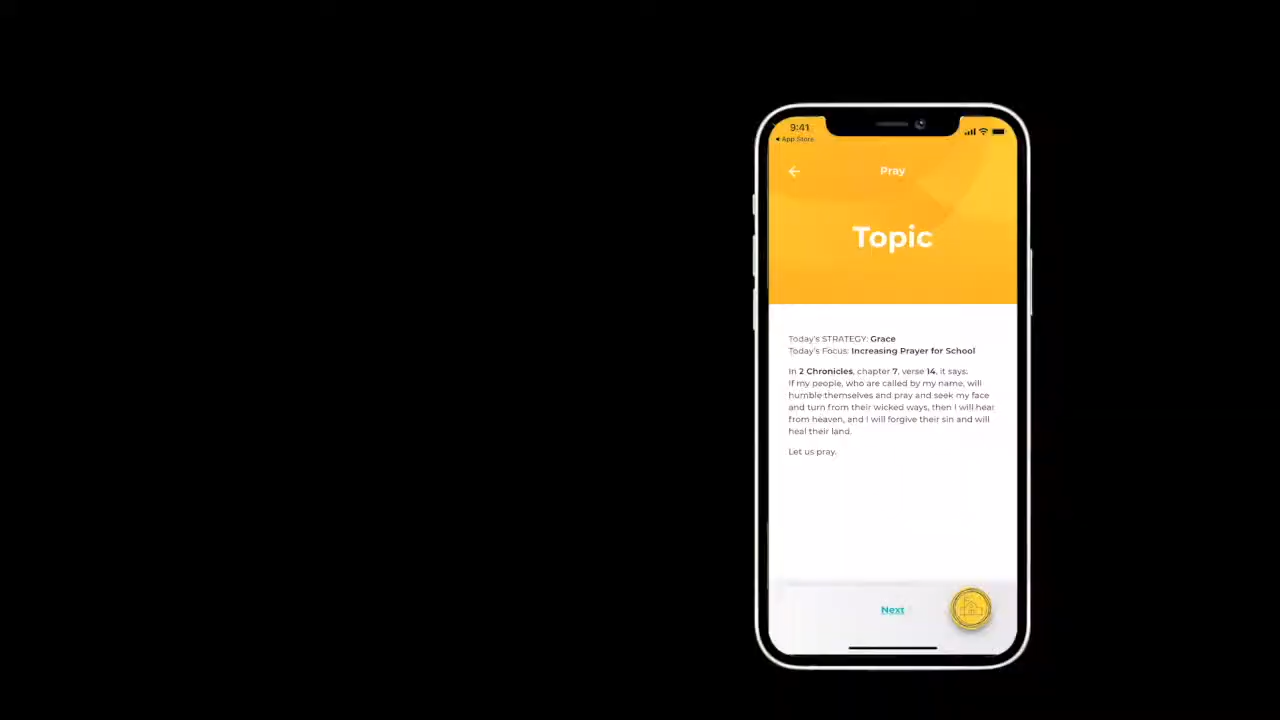 9:41
App Store
Pray
Topic
Today's STRATEGY: Grace
Today's Focus: Increasing Prayer for School
In 2 Chronicles, chapter 7, verse 14, it says:
If my people, who are called by my name, will
humble themselves and pray and seek my face
and turn from their wicked ways, then I will hear
from heaven, and I will forgive their sin and will
heal their land.
Let us pray.
Next